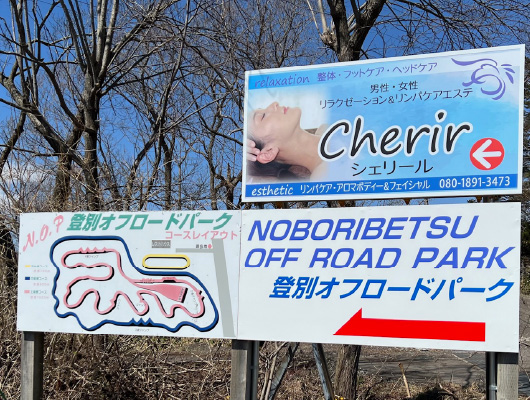 relaxation 整体・フットケア・ヘッドケア
男性・女性
リラクゼーション&リンパケアエステ
Cherir
シェリール
esthetic リンパケア・アロマボディー&フェイシャル 080-1891-3473
N.O.P 登別オフロードパーク
コースレイアウト
NOBORIBETSU
OFF ROAD PARK
登別オフロードパーク